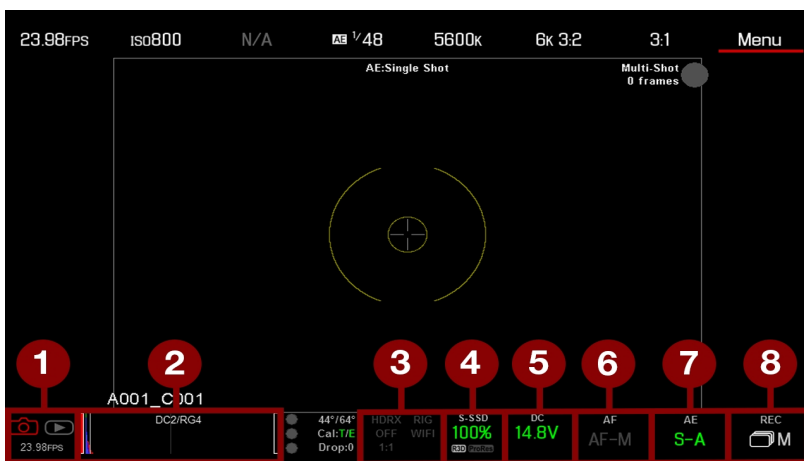 23.98FPS ISO800 N/A AE 1/48 5600K 6K 3:2 3:1 Menu
AE:Single Shot Multi-Shot
0 frames
1 2 3 4 5 6 7 8
A001_C001
DC2/RG4 44°/64° HDRX RIG S-SSD DC AF AE REC
Cal:T/E OFF WIFI 100% 14.8V AF-M S-A M
23.98FPS Drop:0 1:1 R3D ProRes